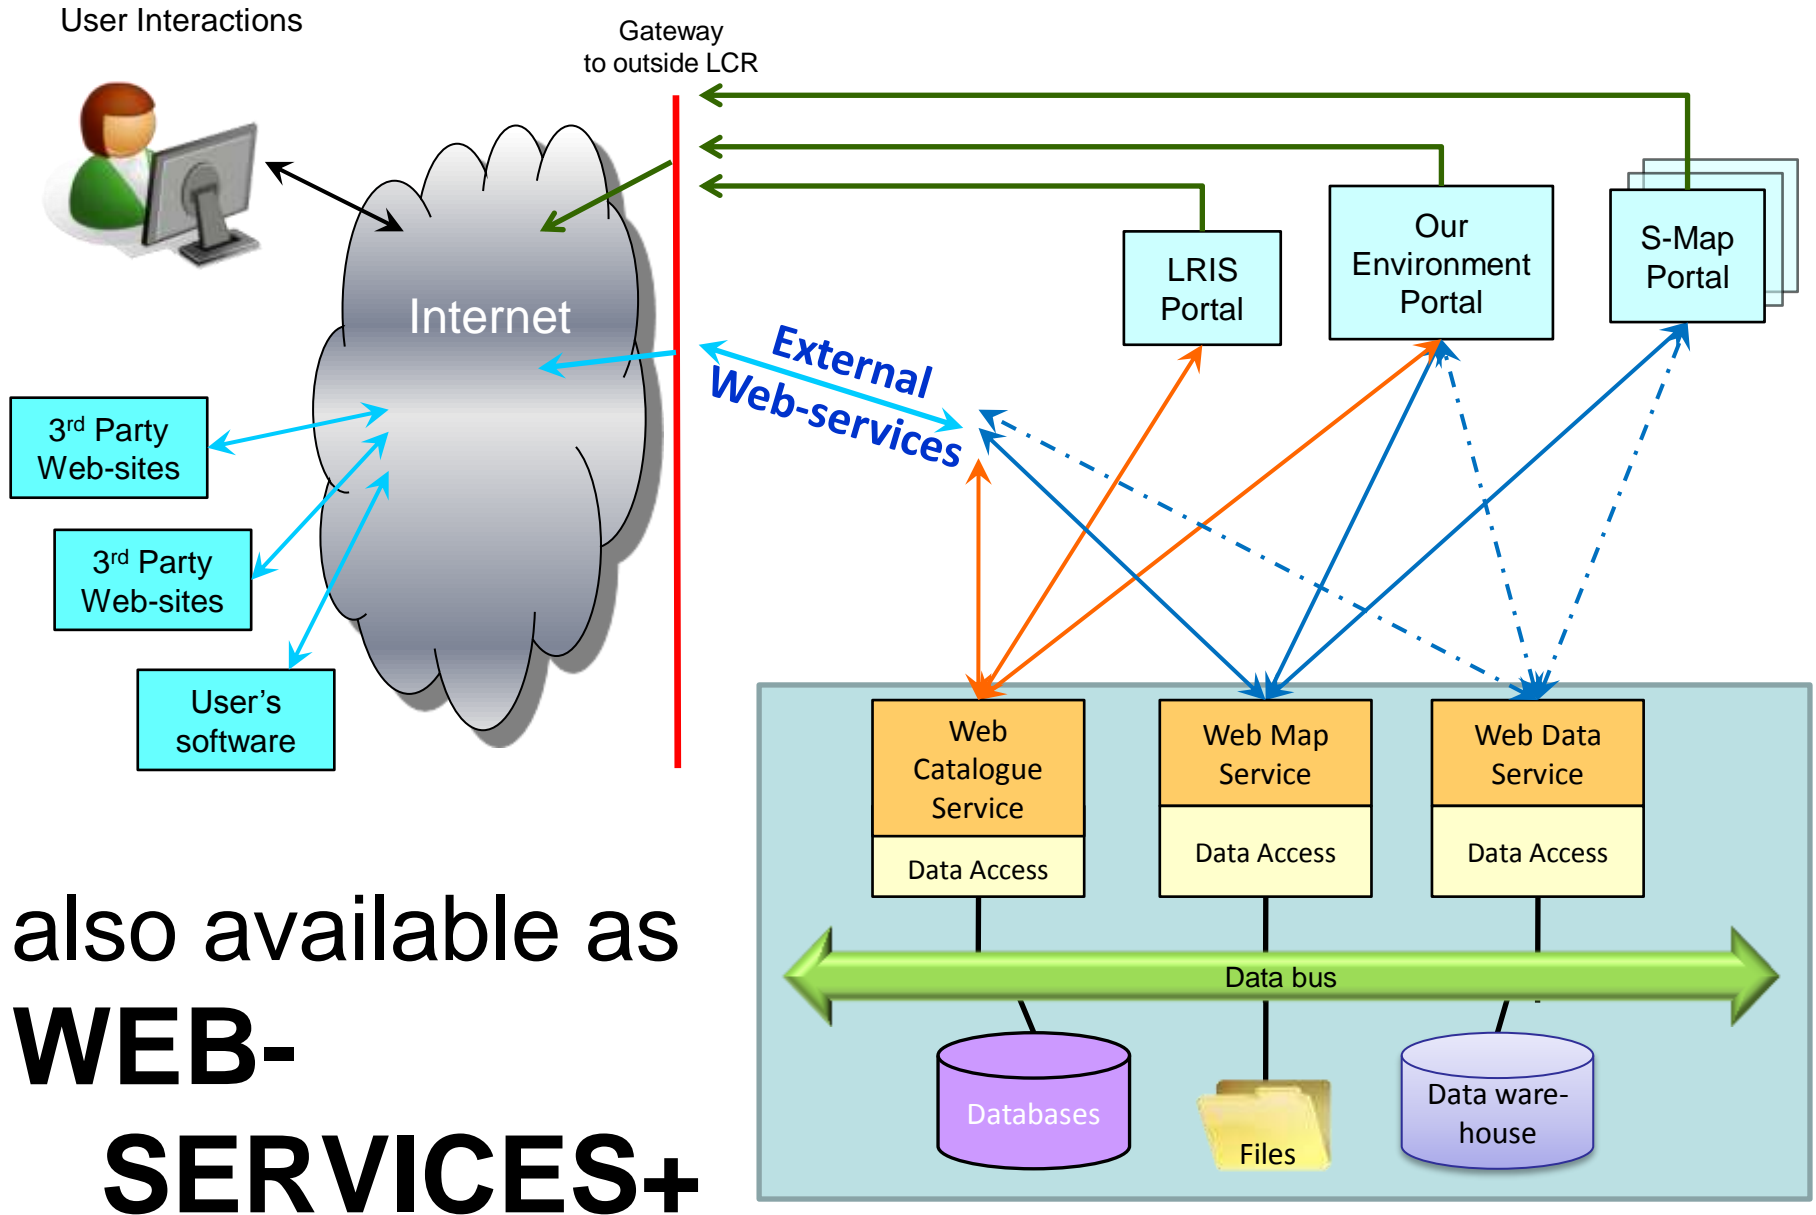 User Interactions
Gateway
to outside LCR
Internet
LRIS
Portal
Our
Environment
Portal
S-Map
Portal
External
Web-services
3rd Party
Web-sites
3rd Party
Web-sites
User’s
software
Web
Catalogue
Service
Data Access
Web Map
Service
Data Access
Web Data
Service
Data Access
Data bus
Databases
Files
Data ware-
house
also available as
WEB-
SERVICES+